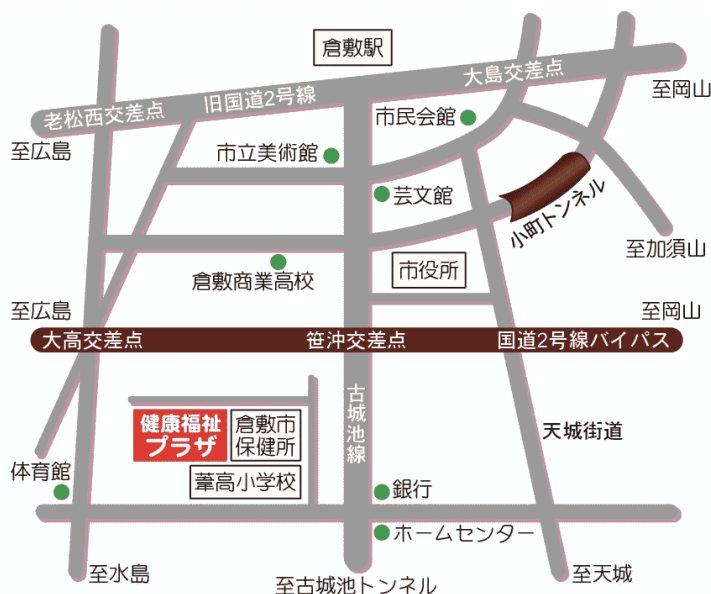 倉敷駅
大島交差点
至岡山
旧国道2号線
老松西交差点
市民会館
至広島
市立美術館
芸文館
小町トンネル
至加須山
市役所
倉敷商業高校
至広島
至岡山
大高交差点
笹沖交差点
国道2号線バイパス
古城池線
健康福祉
プラザ
倉敷市
保健所
天城街道
体育館
葦高小学校
銀行
ホームセンター
至水島
至古城池トンネル
至天城